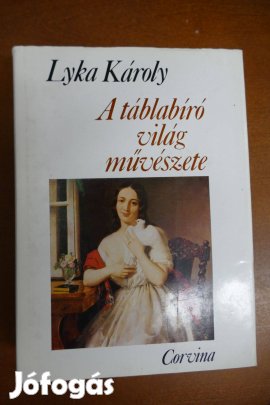 Lyka Károly
A táblabíró
világ
művészete
Corvina
Jófogás